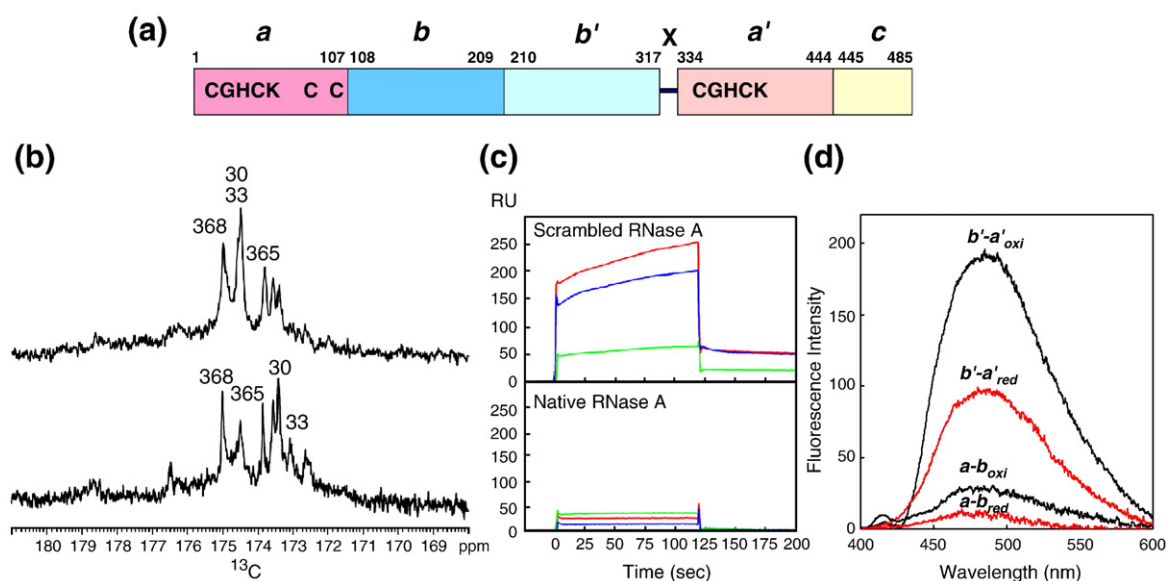 (a)
a b b' X a' c
1 107 108 209 210 317 334 444 445 485
CGHCK C C CGHCK
(b)
30
33
368
365
30
368
365
33
180 179 178 177 176 175 174 173 172 171 170 169 ppm
13C
(c)
RU
Scrambled RNase A
250
200
150
100
50
0
Native RNase A
250
200
150
100
50
0
0 25 50 75 100 125 150 175 200
Time (sec)
(d)
Fluorescence Intensity
200
100
0
b'-a'oxi
b'-a'red
a-boxi
a-bred
400 450 500 550 600
Wavelength (nm)